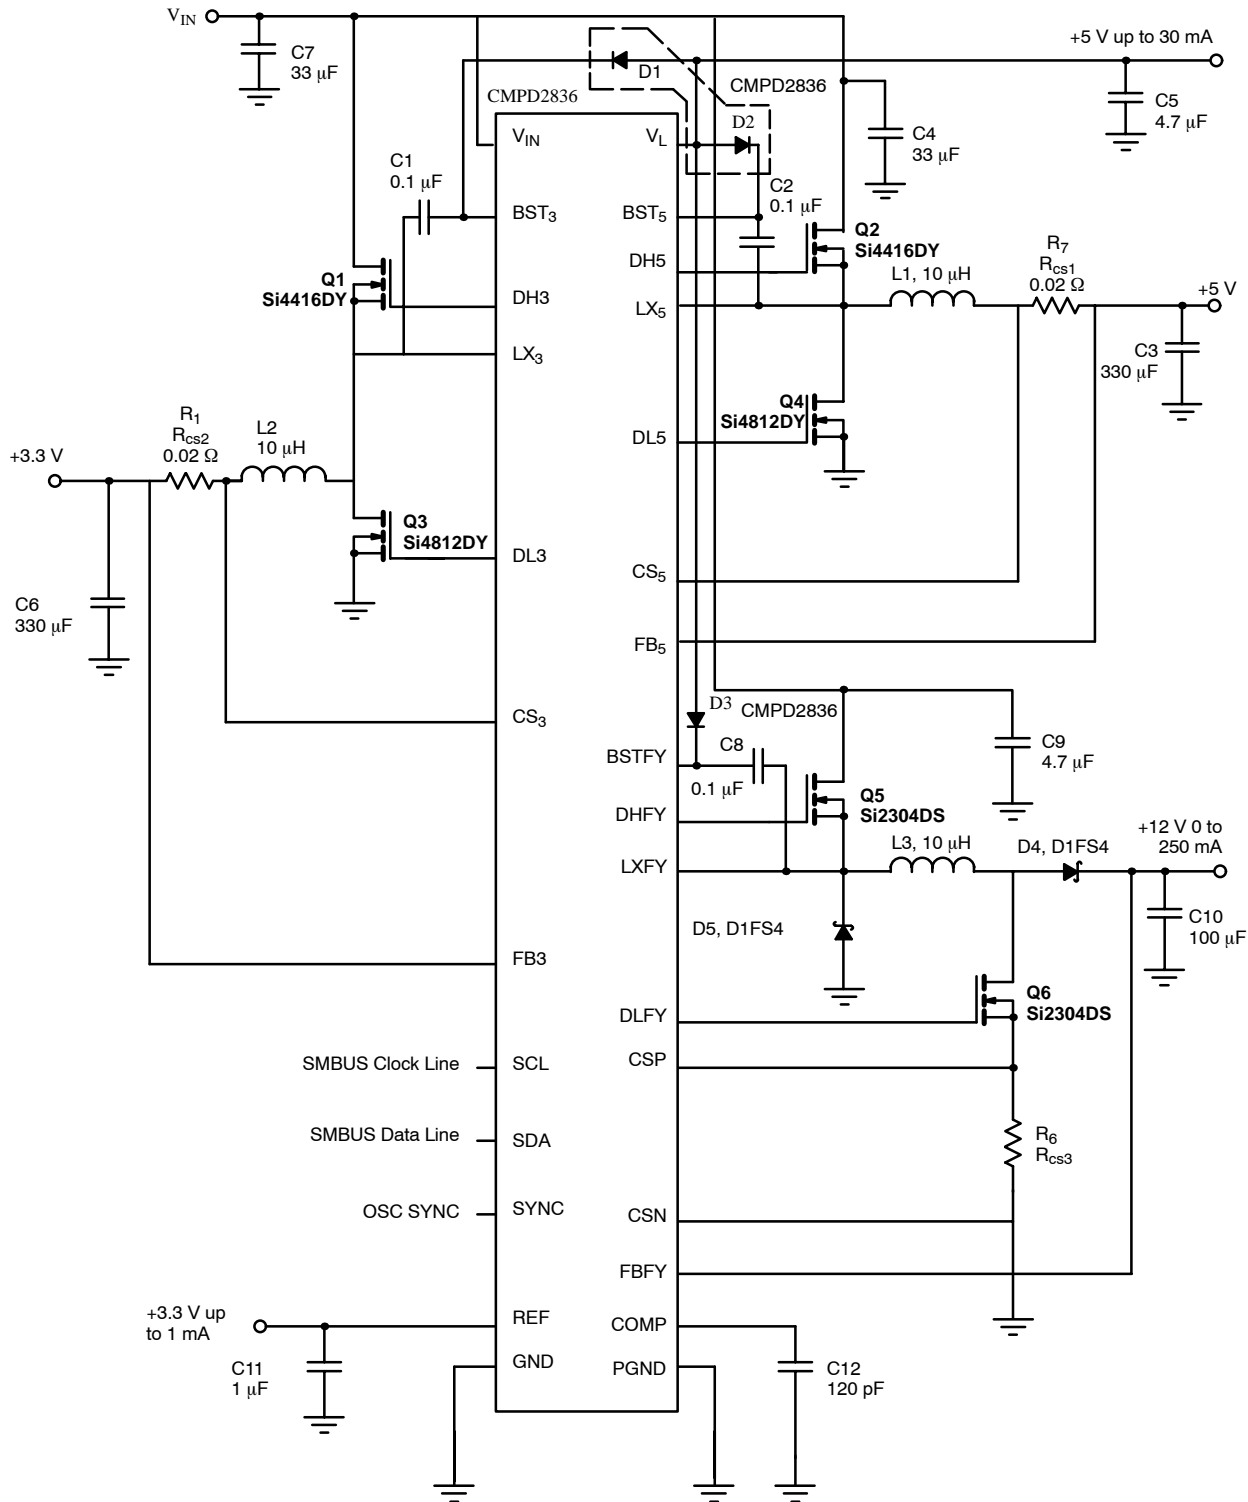 V_IN
C7
33 μF
+5 V up to 30 mA
D1
CMPD2836
C5
4.7 μF
CMPD2836
V_IN
V_L
D2
C4
33 μF
C1
0.1 μF
C2
0.1 μF
BST_3
BST_5
Q2
Si4416DY
R_7
R_cs1
0.02 Ω
DH5
L1, 10 μH
Q1
Si4416DY
DH3
LX_5
+5 V
LX_3
C3
330 μF
Q4
Si4812DY
R_1
R_cs2
0.02 Ω
L2
10 μH
DL5
+3.3 V
Q3
Si4812DY
DL3
CS_5
C6
330 μF
FB_5
D3
CMPD2836
CS_3
C8
0.1 μF
BSTFY
C9
4.7 μF
Q5
Si2304DS
DHFY
+12 V 0 to
250 mA
L3, 10 μH
D4, D1FS4
LXFY
D5, D1FS4
C10
100 μF
FB3
Q6
Si2304DS
DLFY
SMBUS Clock Line
SCL
CSP
SMBUS Data Line
SDA
R_6
R_cs3
OSC SYNC
SYNC
CSN
FBFY
+3.3 V up
to 1 mA
REF
COMP
C11
1 μF
GND
PGND
C12
120 pF